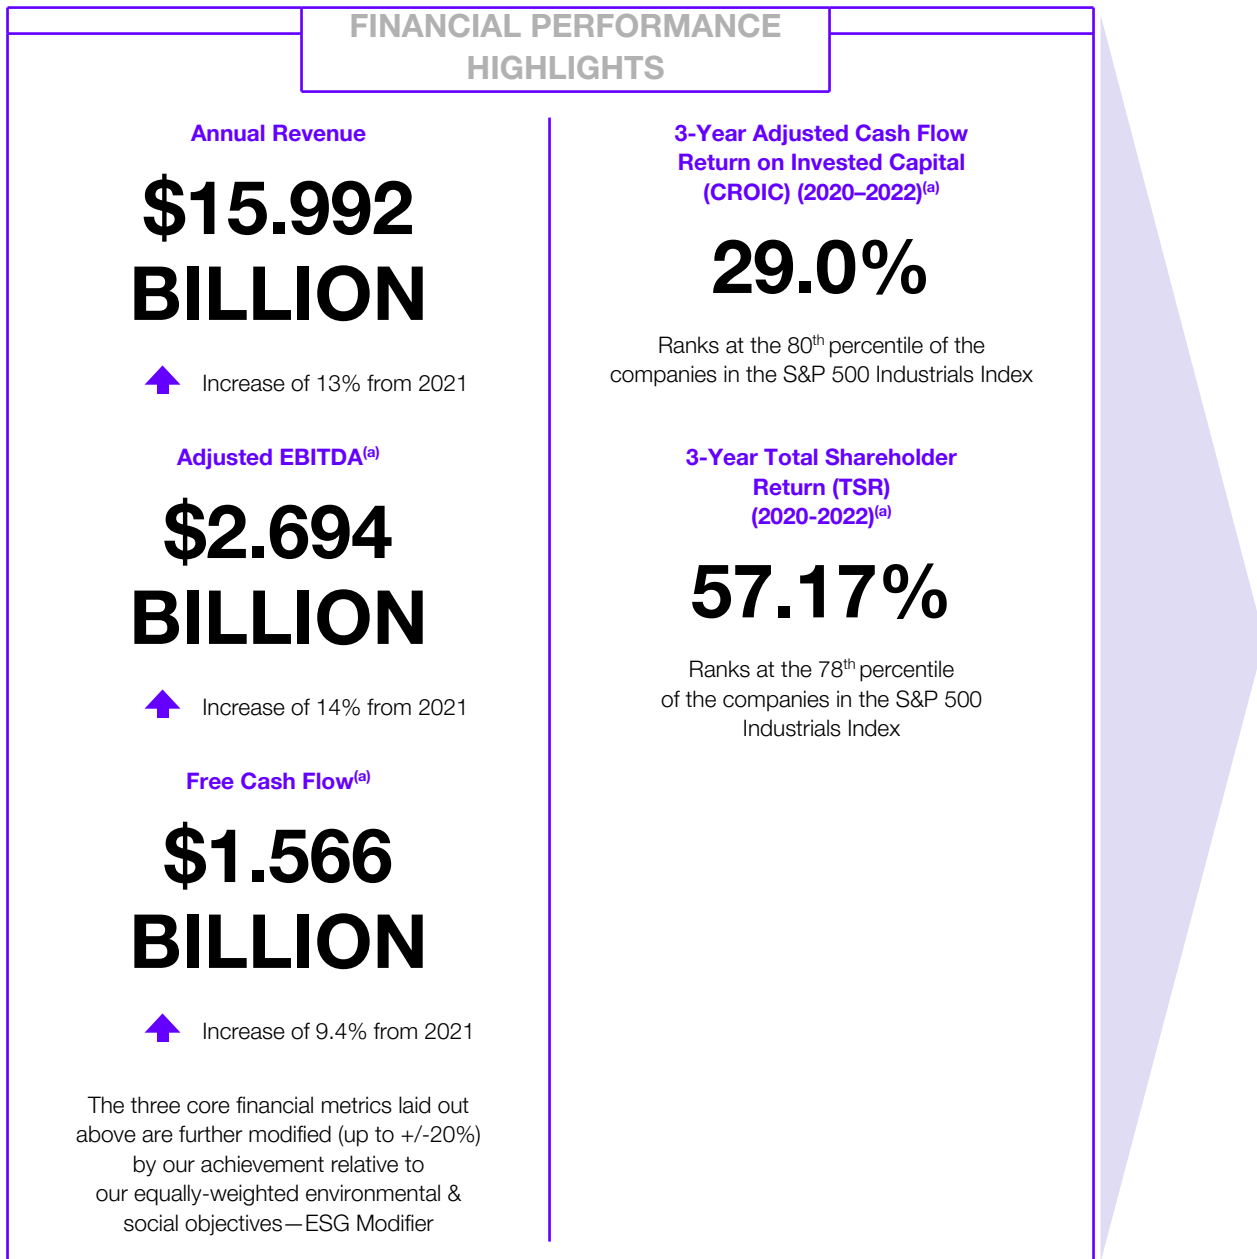 FINANCIAL PERFORMANCE
HIGHLIGHTS
Annual Revenue
$15.992
BILLION
Increase of 13% from 2021
Adjusted EBITDA(a)
$2.694
BILLION
Increase of 14% from 2021
Free Cash Flow(a)
$1.566
BILLION
Increase of 9.4% from 2021
The three core financial metrics laid out
above are further modified (up to +/-20%)
by our achievement relative to
our equally-weighted environmental &
social objectives—ESG Modifier
3-Year Adjusted Cash Flow
Return on Invested Capital
(CROIC) (2020–2022)(a)
29.0%
Ranks at the 80th percentile of the
companies in the S&P 500 Industrials Index
3-Year Total Shareholder
Return (TSR)
(2020-2022)(a)
57.17%
Ranks at the 78th percentile
of the companies in the S&P 500
Industrials Index